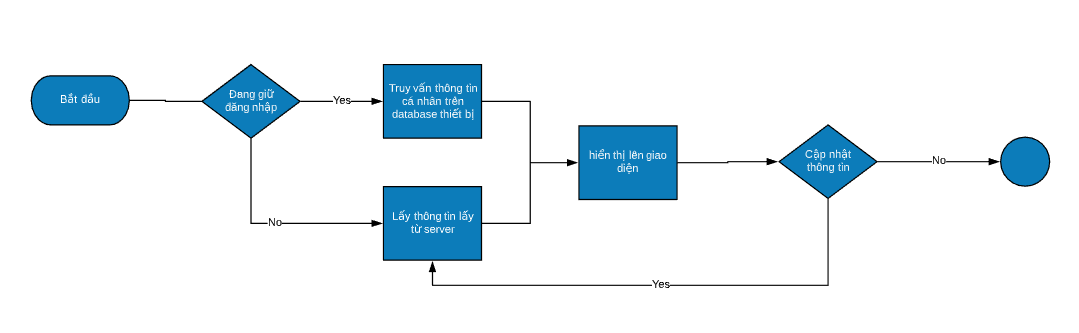 Bắt đầu
Đang giữ
đăng nhập
Yes
Truy vấn thông tin
cá nhân trên
database thiết bị
No
Lấy thông tin lấy
từ server
hiển thị lên giao
diện
Cập nhật
thông tin
No
Yes